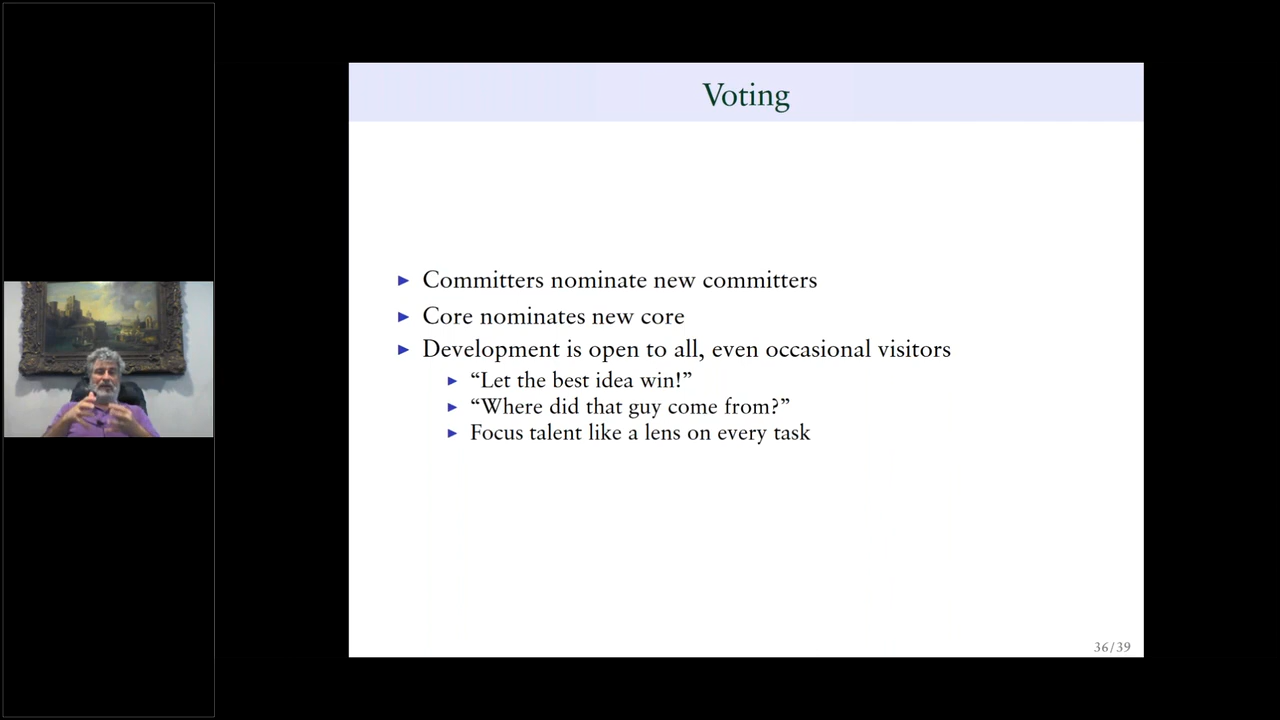 Voting
Committers nominate new committers
Core nominates new core
Development is open to all, even occasional visitors
“Let the best idea win!”
“Where did that guy come from?”
Focus talent like a lens on every task
36/39